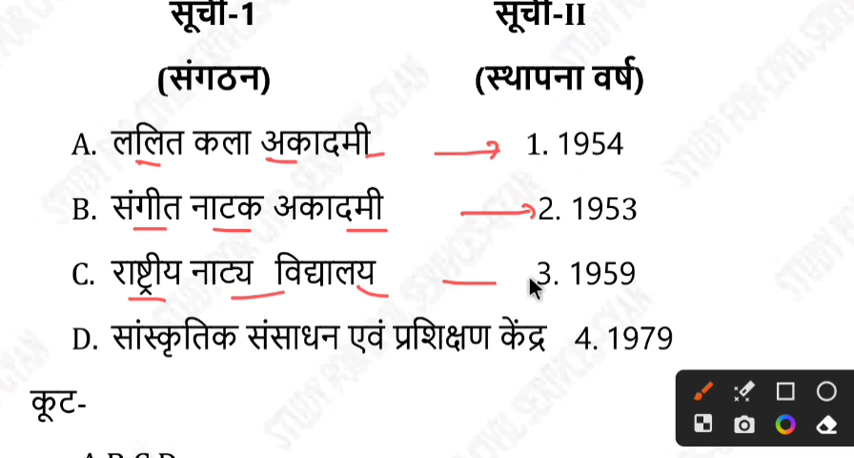 सूची-1 सूची-II
(संगठन) (स्थापना वर्ष)
A. ललित कला अकादमी 1. 1954
B. संगीत नाटक अकादमी 2. 1953
C. राष्ट्रीय नाट्य विद्यालय 3. 1959
D. सांस्कृतिक संसाधन एवं प्रशिक्षण केंद्र 4. 1979
कूट-
A B C D